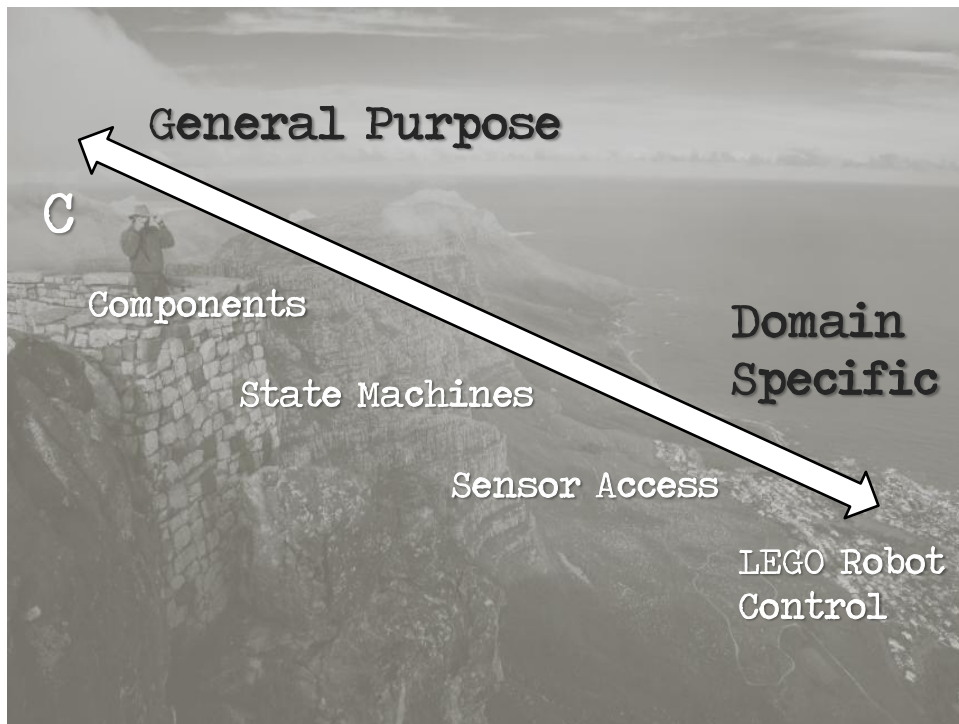 General Purpose
C
Components
Domain
Specific
State Machines
Sensor Access
LEGO Robot
Control